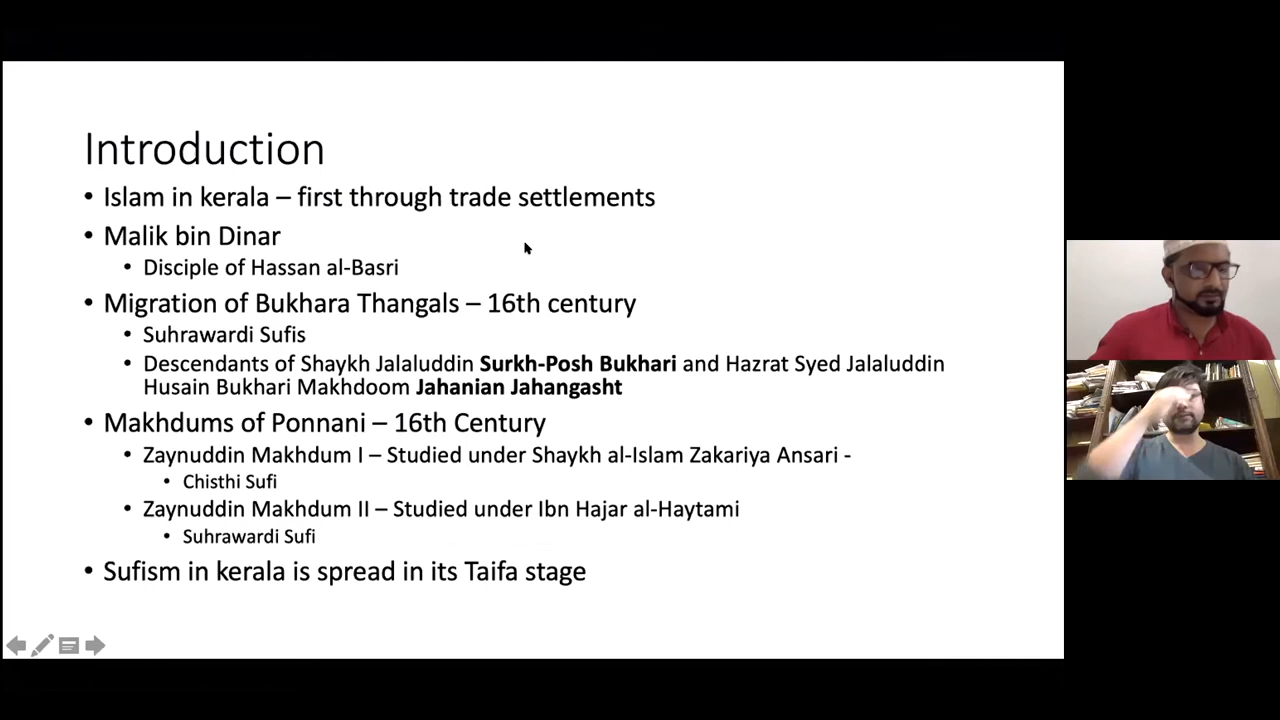 Introduction
• Islam in kerala – first through trade settlements
• Malik bin Dinar
• Disciple of Hassan al-Basri
• Migration of Bukhara Thangals – 16th century
• Suhrawardi Sufis
• Descendants of Shaykh Jalaluddin Surkh-Posh Bukhari and Hazrat Syed Jalaluddin
Husain Bukhari Makhdoom Jahanian Jahangasht
• Makhdums of Ponnani – 16th Century
• Zaynuddin Makhdum I – Studied under Shaykh al-Islam Zakariya Ansari -
• Chisthi Sufi
• Zaynuddin Makhdum II – Studied under Ibn Hajar al-Haytami
• Suhrawardi Sufi
• Sufism in kerala is spread in its Taifa stage